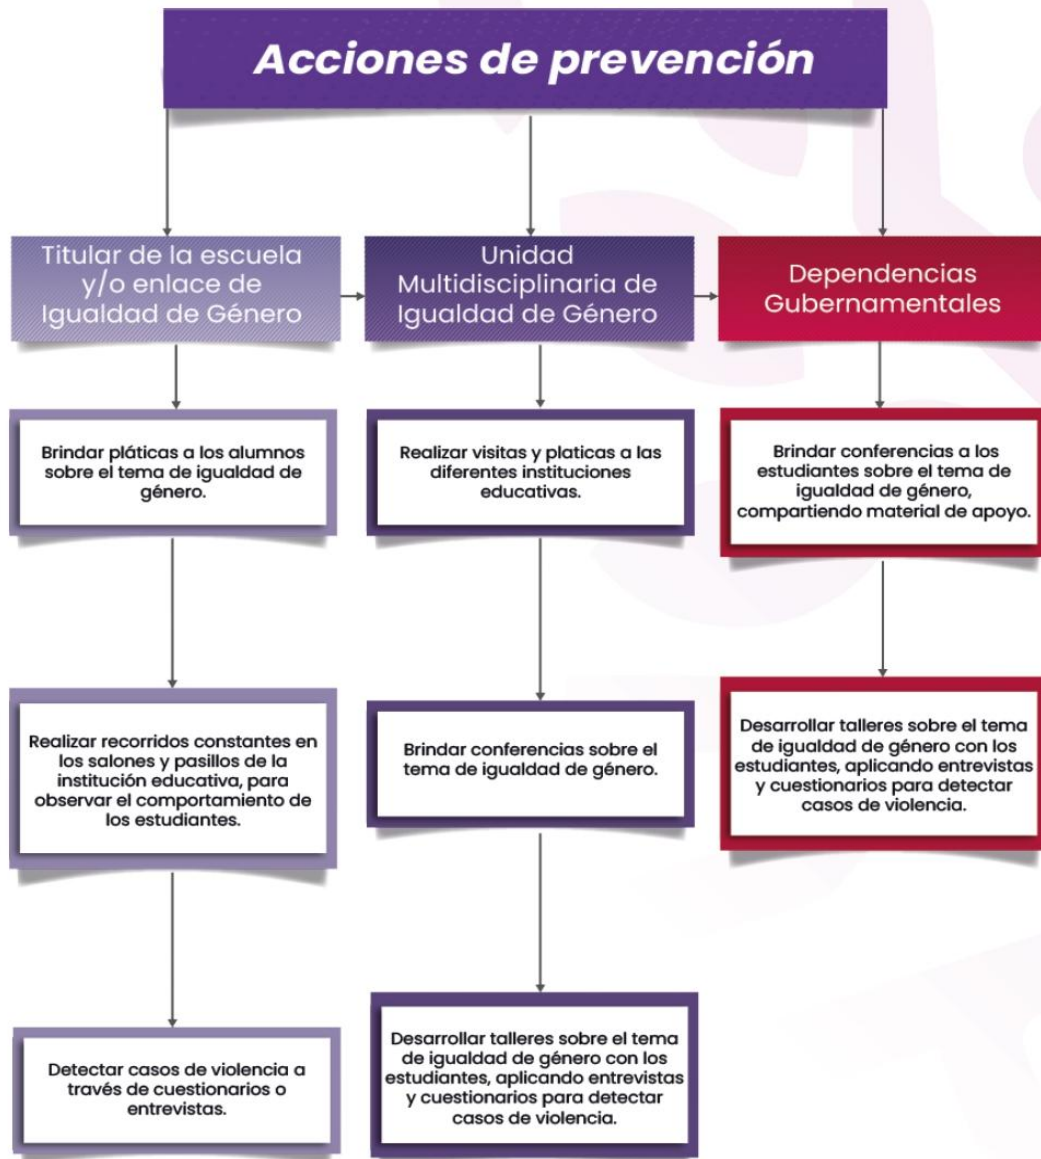 Acciones de prevención
Titular de la escuela
y/o enlace de
Igualdad de Género
Unidad
Multidisciplinaria de
Igualdad de Género
Dependencias
Gubernamentales
Brindar pláticas a los alumnos
sobre el tema de igualdad de
género.
Realizar visitas y platicas a las
diferentes instituciones
educativas.
Brindar conferencias a los
estudiantes sobre el tema de
igualdad de género,
compartiendo material de apoyo.
Realizar recorridos constantes en
los salones y pasillos de la
institución educativa, para
observar el comportamiento de
los estudiantes.
Brindar conferencias sobre el
tema de igualdad de género.
Desarrollar talleres sobre el tema
de igualdad de género con los
estudiantes, aplicando entrevistas
y cuestionarios para detectar
casos de violencia.
Detectar casos de violencia a
través de cuestionarios o
entrevistas.
Desarrollar talleres sobre el tema
de igualdad de género con los
estudiantes, aplicando entrevistas
y cuestionarios para detectar
casos de violencia.